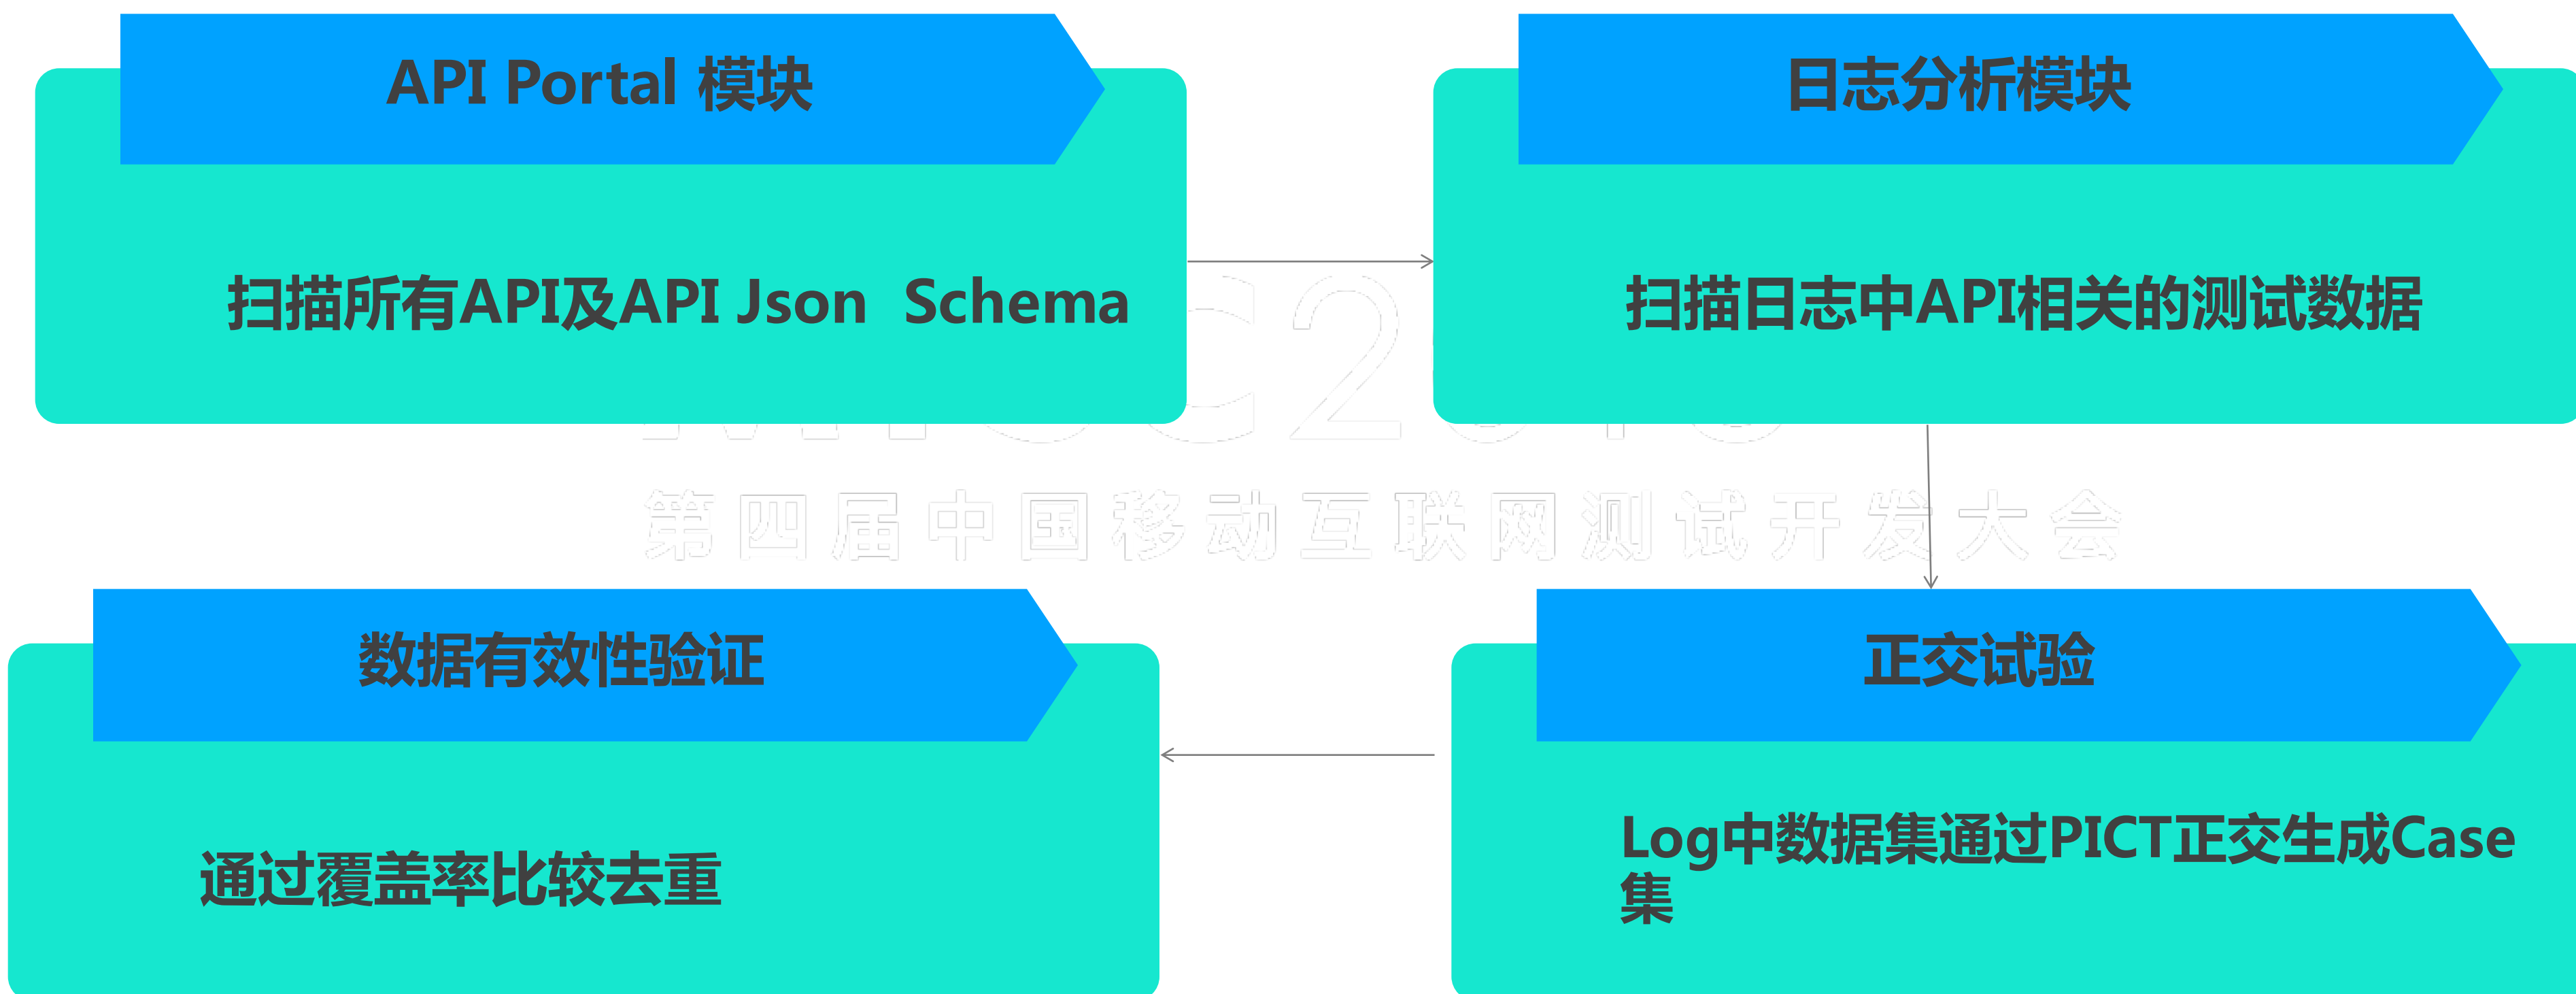 API Portal 模块
日志分析模块
扫描所有API及API Json Schema
扫描日志中API相关的测试数据
第四届中国移动互联网测试开发大会
数据有效性验证
正交试验
通过覆盖率比较去重
Log中数据集通过PICT正交生成Case
集